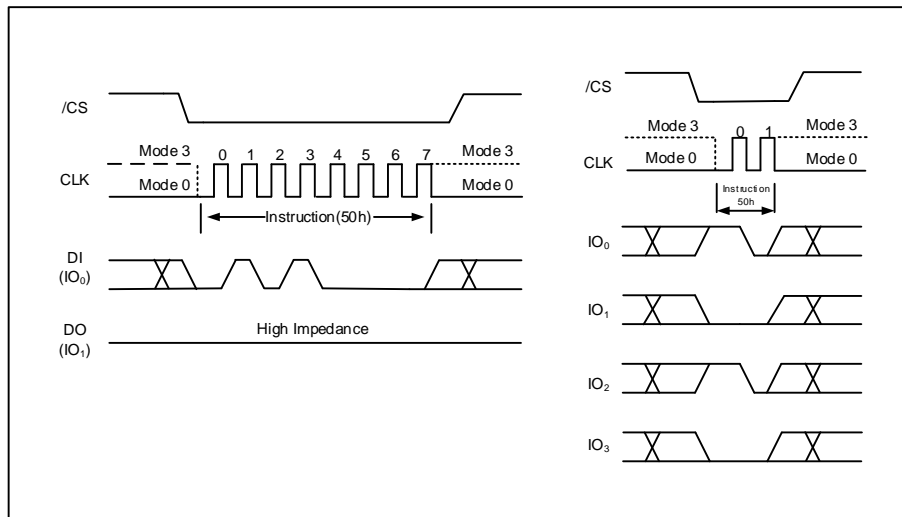 /CS
Mode 3
0 1 2 3 4 5 6 7
Mode 3
CLK
Mode 0
Mode 0
Instruction(50h)
DI
(IO₀)
DO
(IO₁)
High Impedance
/CS
Mode 3
0 1
Mode 3
CLK
Mode 0
Mode 0
Instruction
50h
IO₀
IO₁
IO₂
IO₃